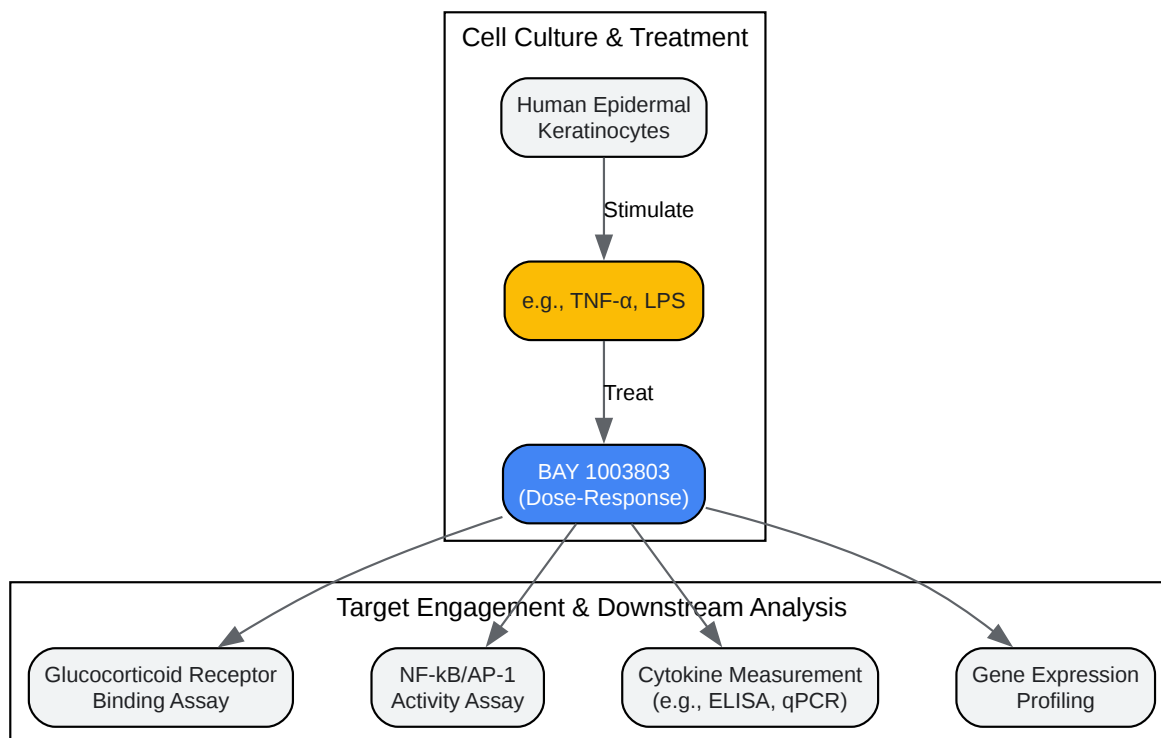 Cell Culture & Treatment
Human Epidermal
Keratinocytes
Stimulate
e.g., TNF-α, LPS
Treat
BAY 1003803
(Dose-Response)
Target Engagement & Downstream Analysis
Glucocorticoid Receptor
Binding Assay
NF-kB/AP-1
Activity Assay
Cytokine Measurement
(e.g., ELISA, qPCR)
Gene Expression
Profiling